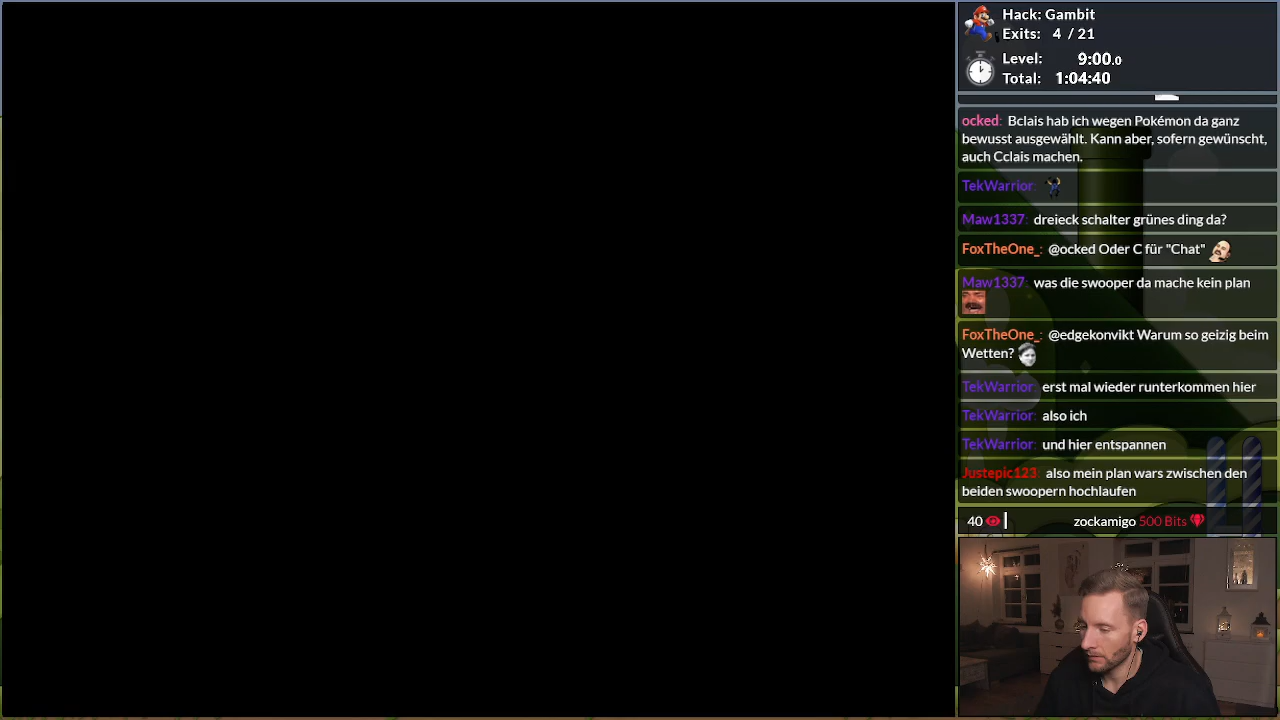 Hack: Gambit
Exits: 4 / 21
Level: 9:00.0
Total: 1:04:40
ocked: Bclais hab ich wegen Pokémon da ganz
bewusst ausgewählt. Kann aber, sofern gewünscht,
auch Cclais machen.
TekWarrior:
Maw1337: dreieck schalter grünes ding da?
FoxTheOne_: @ocked Oder C für "Chat"
Maw1337: was die swooper da mache kein plan
FoxTheOne_: @edgekonvikt Warum so geizig beim
Wetten?
TekWarrior: erst mal wieder runterkommen hier
TekWarrior: also ich
TekWarrior: und hier entspannen
Justepic123: also mein plan wars zwischen den
beiden swoopern hochlaufen
40 zockamigo 500 Bits